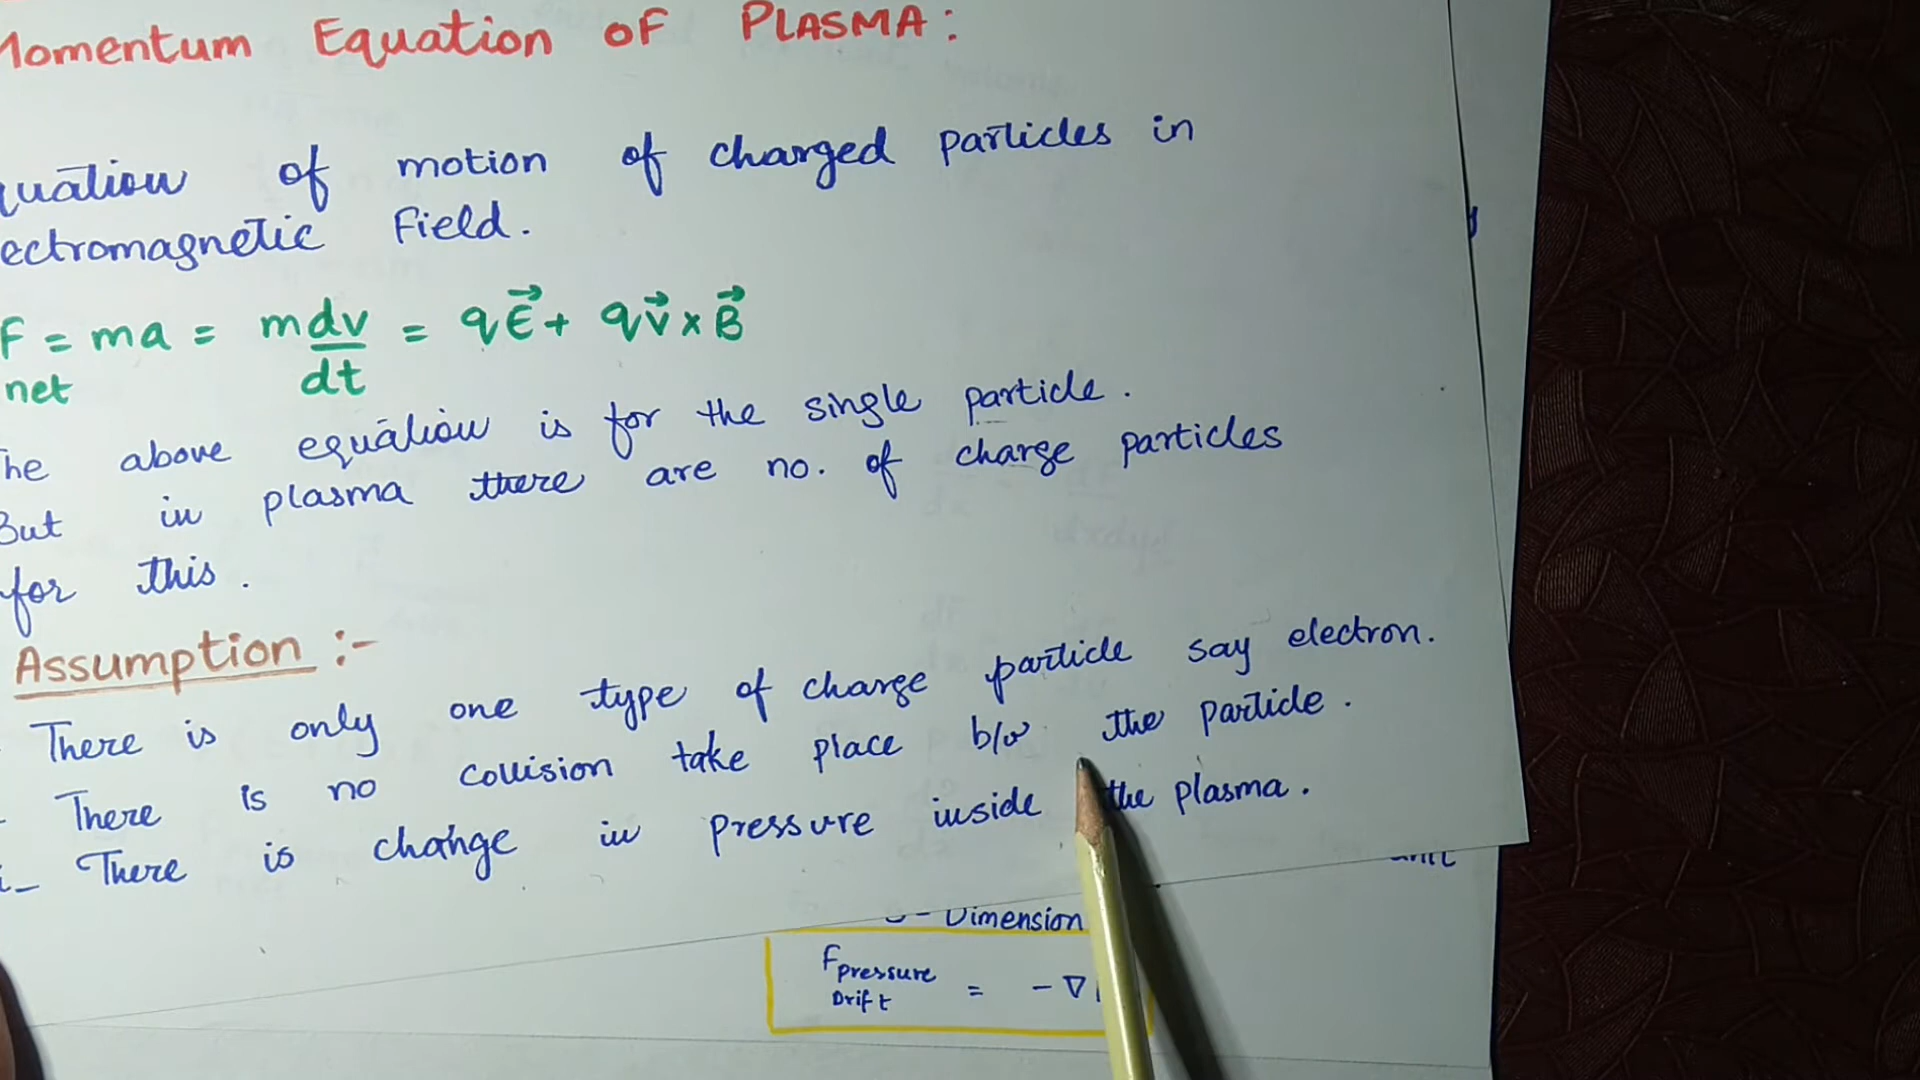 Momentum Equation OF PLASMA:
quation of motion of charged particles in
ectromagnetic Field.
F net = ma = mdv/dt = qE⃗ + qv⃗ × B⃗
The above equation is for the single particle.
But in plasma there are no. of charge particles
for this.
Assumption :-
There is only one type of charge particle say electron.
There is no collision take place b/w the particle.
There is change in pressure inside the plasma.
- Dimension
F pressure Drift = - ∇